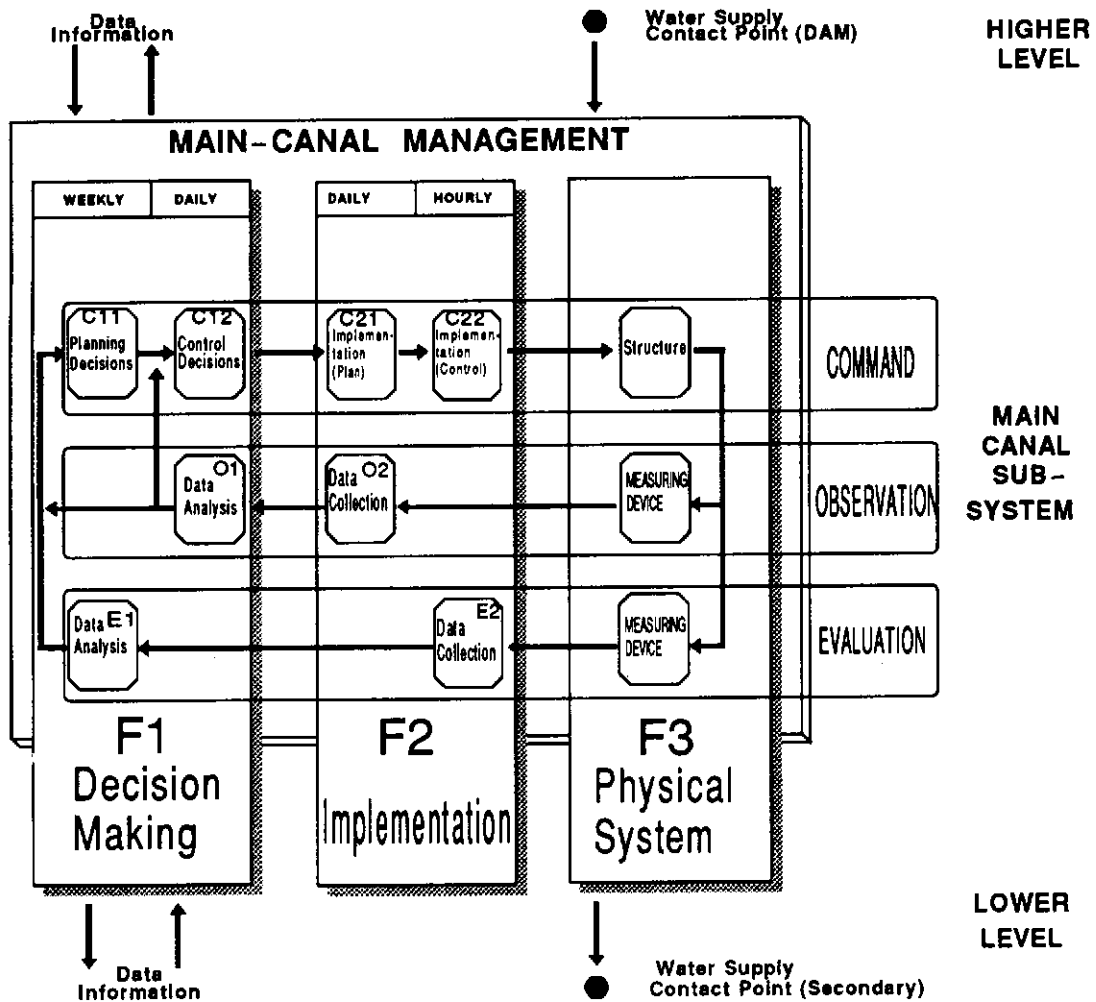 Data
Information
Water Supply
Contact Point (DAM)
HIGHER
LEVEL
MAIN-CANAL MANAGEMENT
WEEKLY
DAILY
DAILY
HOURLY
C11
Planning
Decisions
C12
Control
Decisions
C21
Implemen-
tation
(Plan)
C22
Implemen-
tation
(Control)
Structure
COMMAND
O1
Data
Analysis
O2
Data
Collection
MEASURING
DEVICE
OBSERVATION
MAIN
CANAL
SUB-
SYSTEM
Data E1
Analysis
E2
Data
Collection
MEASURING
DEVICE
EVALUATION
F1
Decision
Making
F2
Implementation
F3
Physical
System
LOWER
LEVEL
Data
Information
Water Supply
Contact Point (Secondary)